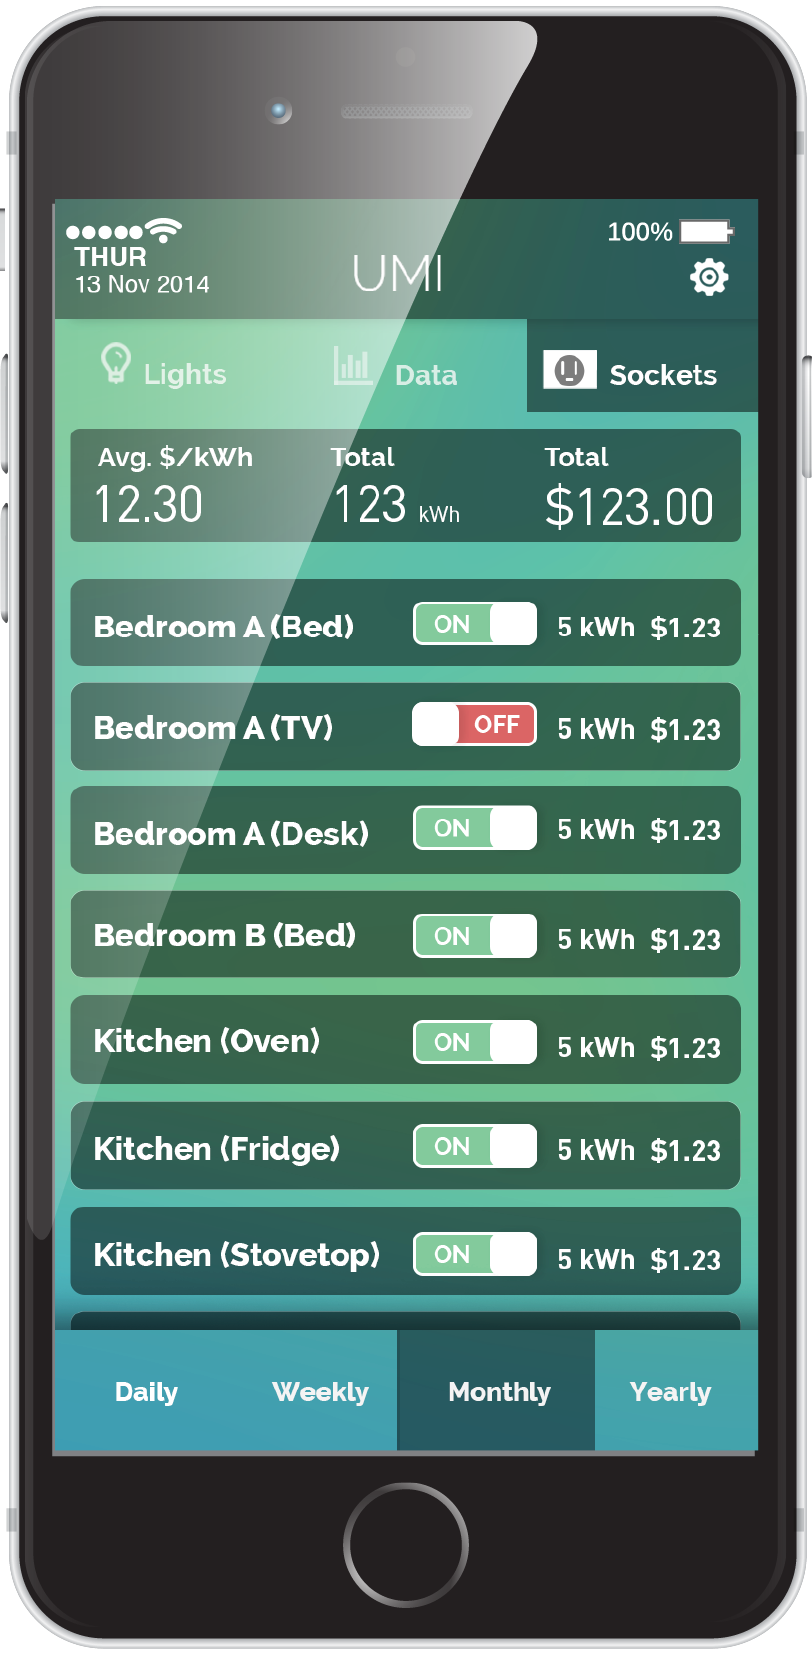 100%
THUR
13 Nov 2014
UMI
Lights Data Sockets
Avg. $/kWh Total Total
12.30 123 kWh $123.00
Bedroom A (Bed) ON 5 kWh $1.23
Bedroom A (TV) OFF 5 kWh $1.23
Bedroom A (Desk) ON 5 kWh $1.23
Bedroom B (Bed) ON 5 kWh $1.23
Kitchen (Oven) ON 5 kWh $1.23
Kitchen (Fridge) ON 5 kWh $1.23
Kitchen (Stovetop) ON 5 kWh $1.23
Daily Weekly Monthly Yearly